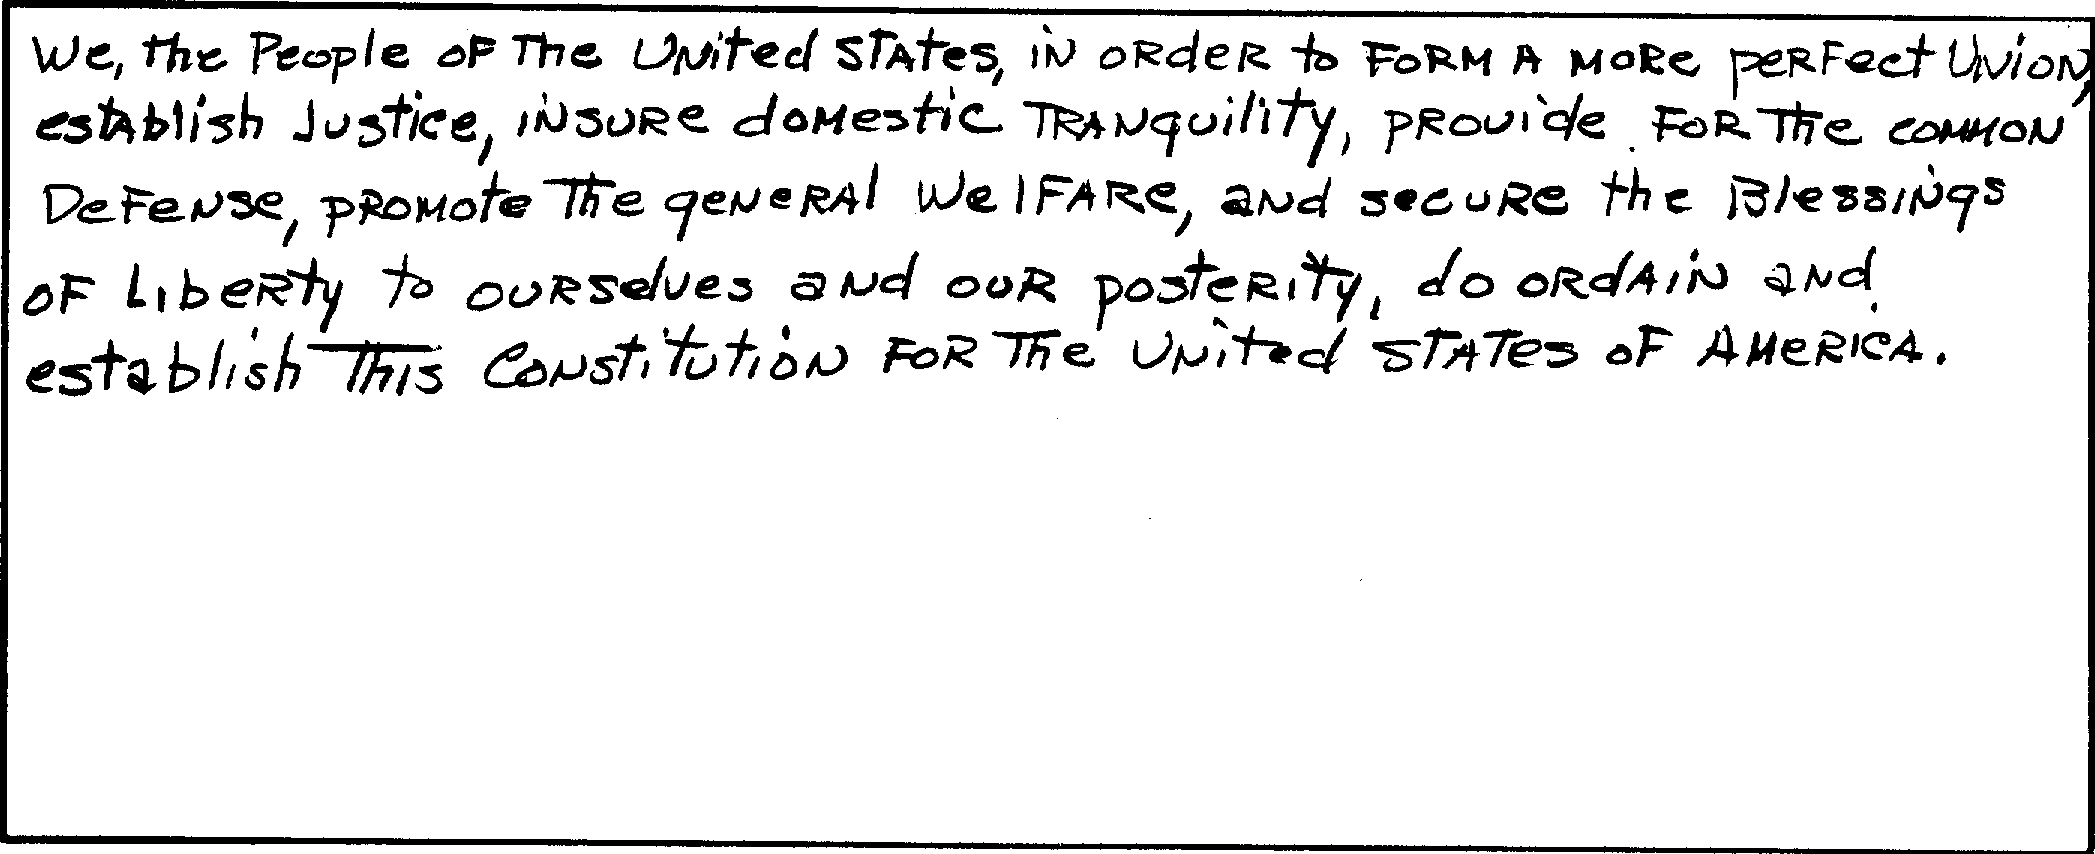 We, the People of the United States, in order to form a more perfect Union,
establish Justice, insure domestic Tranquility, provide for the common
Defense, promote the general Welfare, and secure the Blessings
of Liberty to ourselves and our posterity, do ordain and
establish this Constitution for the United States of America.